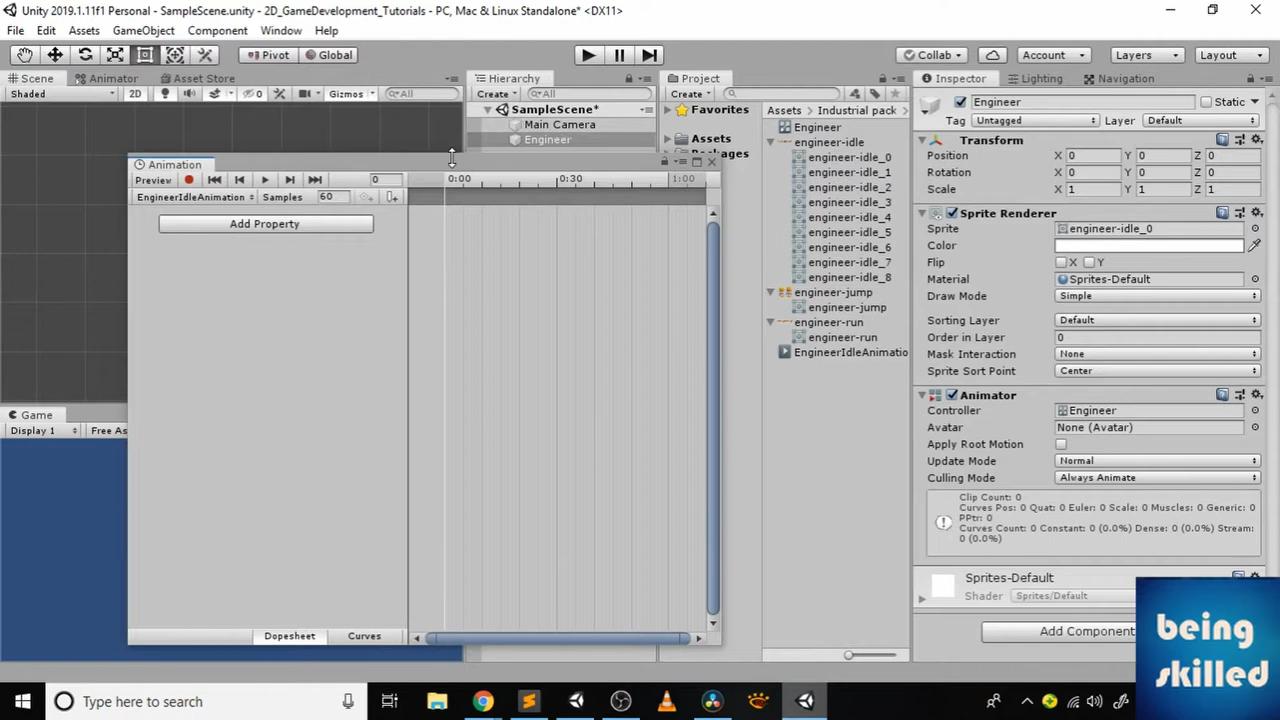 Unity 2019.1.11f1 Personal - SampleScene.unity - 2D_GameDevelopment_Tutorials - PC, Mac & Linux Standalone* <DX11>
File Edit Assets GameObject Component Window Help
Pivot Global Collab Account Layers Layout
Scene Animator Asset Store
Shaded 2D Gizmos All
Hierarchy
Create All
SampleScene*
Main Camera
Engineer
Project
Create
Favorites
Assets
Packages
Assets Industrial pack
Engineer
engineer-idle
engineer-idle_0
engineer-idle_1
engineer-idle_2
engineer-idle_3
engineer-idle_4
engineer-idle_5
engineer-idle_6
engineer-idle_7
engineer-idle_8
engineer-jump
engineer-jump
engineer-run
engineer-run
EngineerIdleAnimatio
Animation
Preview 0 0:00 0:30 1:00
EngineerIdleAnimation Samples 60
Add Property
Dopesheet Curves
Game
Display 1 Free As
Inspector Lighting Navigation
Engineer Static
Tag Untagged Layer Default
Transform
Position X 0 Y 0 Z 0
Rotation X 0 Y 0 Z 0
Scale X 1 Y 1 Z 1
Sprite Renderer
Sprite engineer-idle_0
Color
Flip X Y
Material Sprites-Default
Draw Mode Simple
Sorting Layer Default
Order in Layer 0
Mask Interaction None
Sprite Sort Point Center
Animator
Controller Engineer
Avatar None (Avatar)
Apply Root Motion
Update Mode Normal
Culling Mode Always Animate
Clip Count: 0
Curves Pos: 0 Quat: 0 Euler: 0 Scale: 0 Muscles: 0 Generic: 0
PPtr: 0
Curves Count: 0 Constant: 0 (0.0%) Dense: 0 (0.0%) Stream:
0 (0.0%)
Sprites-Default
Shader Sprites/Default
Add Component
being
skilled
Type here to search